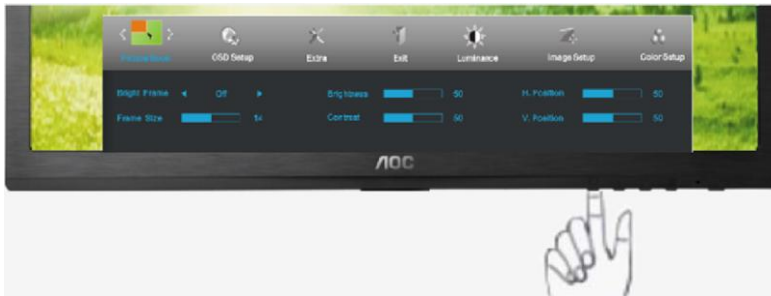 Picture Boost OSD Setup Extra Exit Luminance Image Setup Color Setup
Bright Frame Off Brightness 50 H. Position 50
Frame Size 14 Contrast 50 V. Position 50
AOC